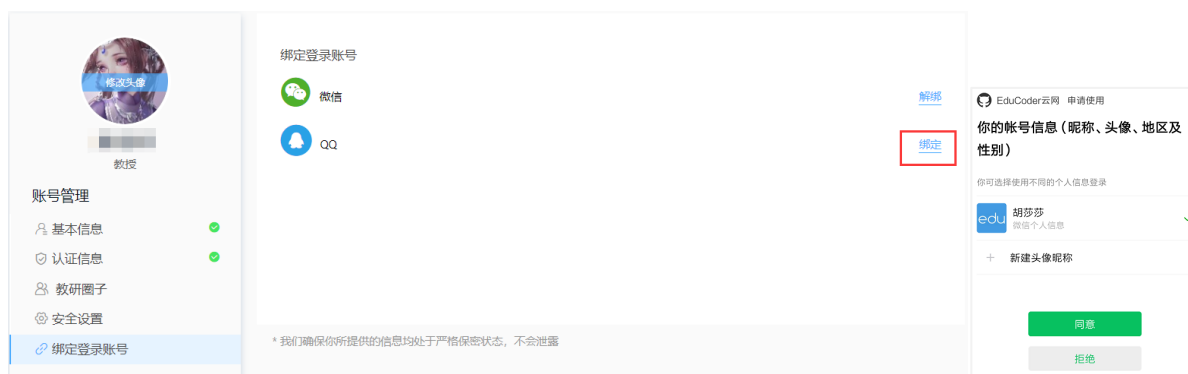 修改头像
教授
账号管理
基本信息
认证信息
教研圈子
安全设置
绑定登录账号
绑定登录账号
微信
解绑
QQ
绑定
* 我们确保你所提供的信息均处于严格保密状态，不会泄露
EduCoder云网 申请使用
你的帐号信息（昵称、头像、地区及
性别）
你可选择使用不同的个人信息登录
edu
胡莎莎
微信个人信息
新建头像昵称
同意
拒绝